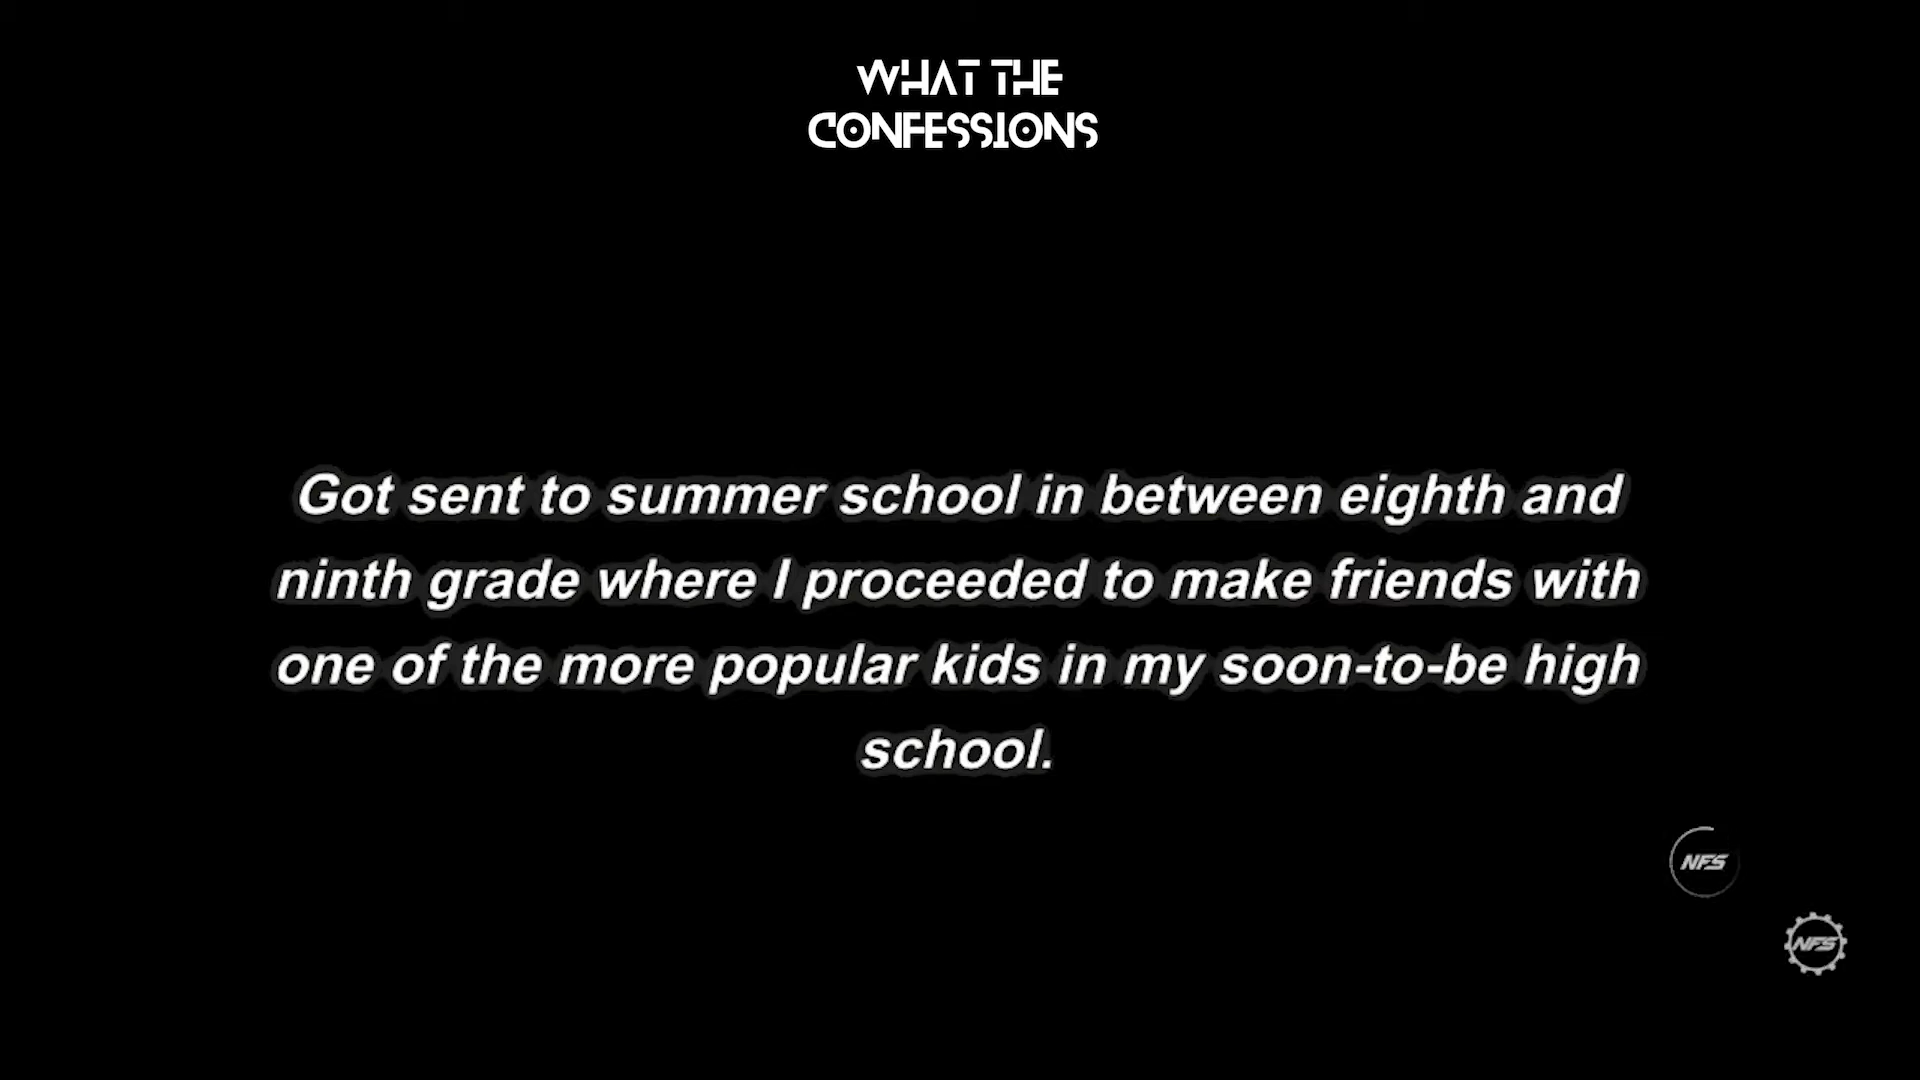 WHAT THE
CONFESSIONS
Got sent to summer school in between eighth and
ninth grade where I proceeded to make friends with
one of the more popular kids in my soon-to-be high
school.
NFS
NFS